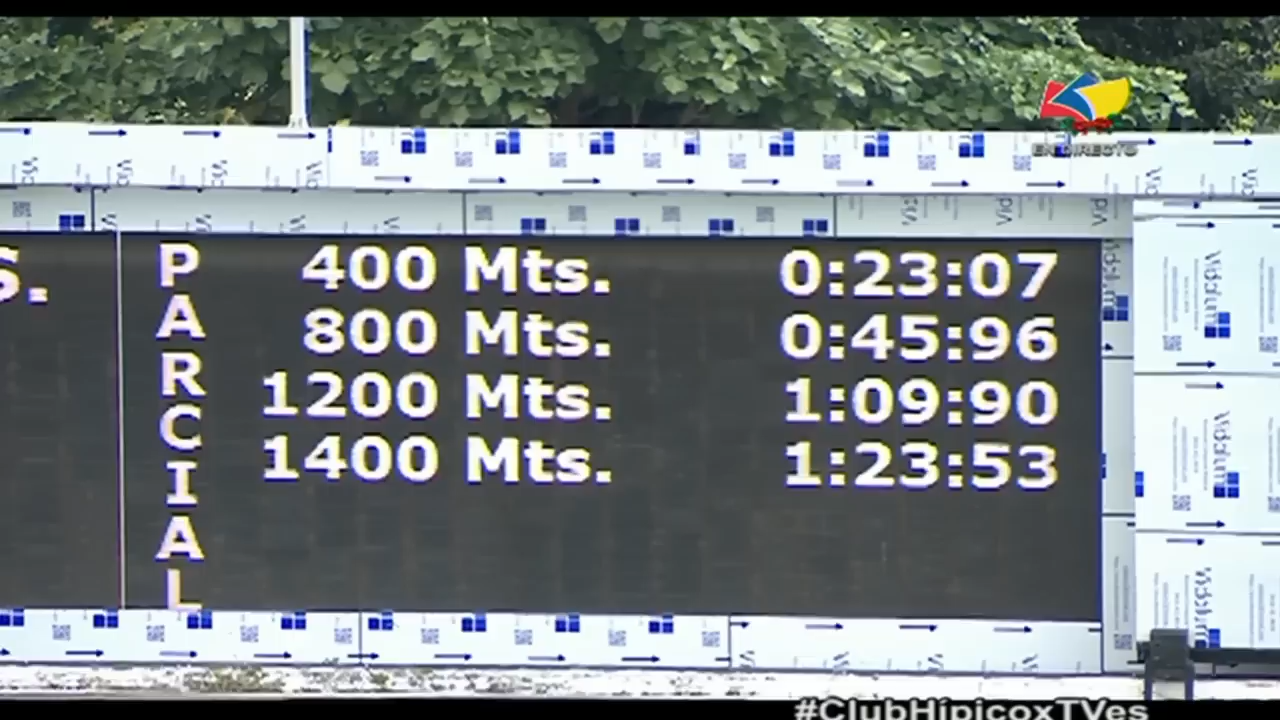 EN DIRECTO
S.
PARCIAL
400 Mts. 0:23:07
800 Mts. 0:45:96
1200 Mts. 1:09:90
1400 Mts. 1:23:53
#ClubHípicoxTVes